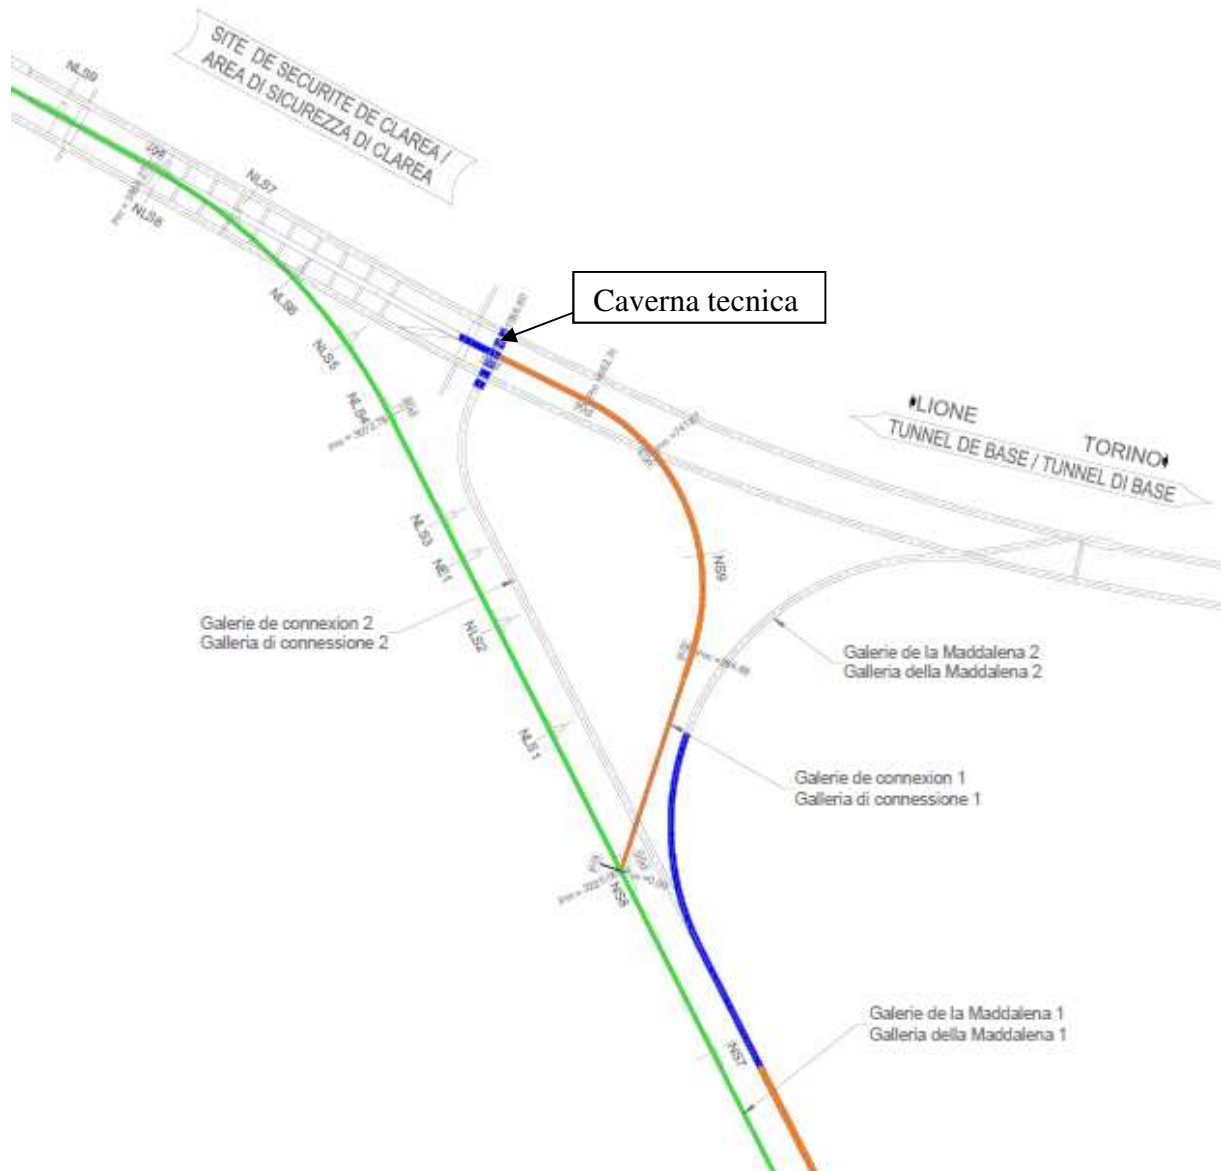 SITE DE SECURITE DE CLAREA /
AREA DI SICUREZZA DI CLAREA
NLS9
NLS7
NLS8
NLS6
NLS5
NLS4
Caverna tecnica
LIONE
TORINO
TUNNEL DE BASE / TUNNEL DI BASE
NLS3
NE1
NLS2
NLS1
NS9
Galerie de connexion 2
Galleria di connessione 2
Galerie de la Maddalena 2
Galleria della Maddalena 2
Galerie de connexion 1
Galleria di connessione 1
NS8
NS7
Galerie de la Maddalena 1
Galleria della Maddalena 1